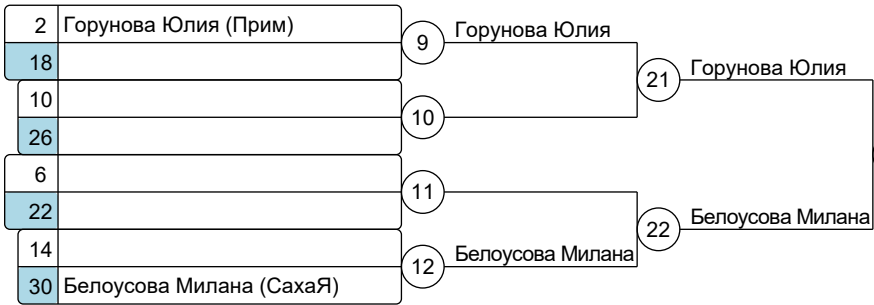 2 Горунова Юлия (Прим)
18
9 Горунова Юлия
10
26
10
21 Горунова Юлия
6
22
11
14
30 Белоусова Милана (СахаЯ)
12 Белоусова Милана
22 Белоусова Милана